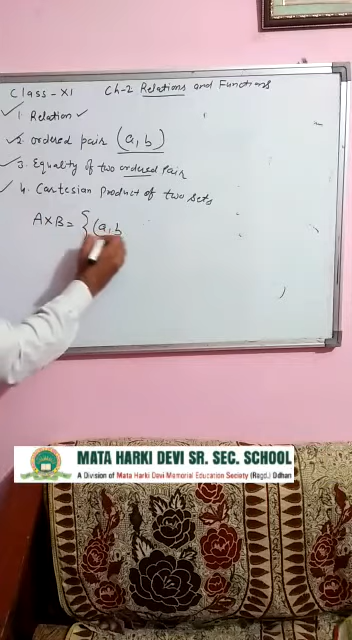 Class-XI Ch-2 Relations and Functions
1. Relation
2. ordered pair (a,b)
3. Equality of two ordered pair
4. Cartesian Product of two sets
A×B = {(a,b
MATA HARKI DEVI SR. SEC. SCHOOL
A Division of Mata Harki Devi Memorial Education Society (Regd.) Odhan